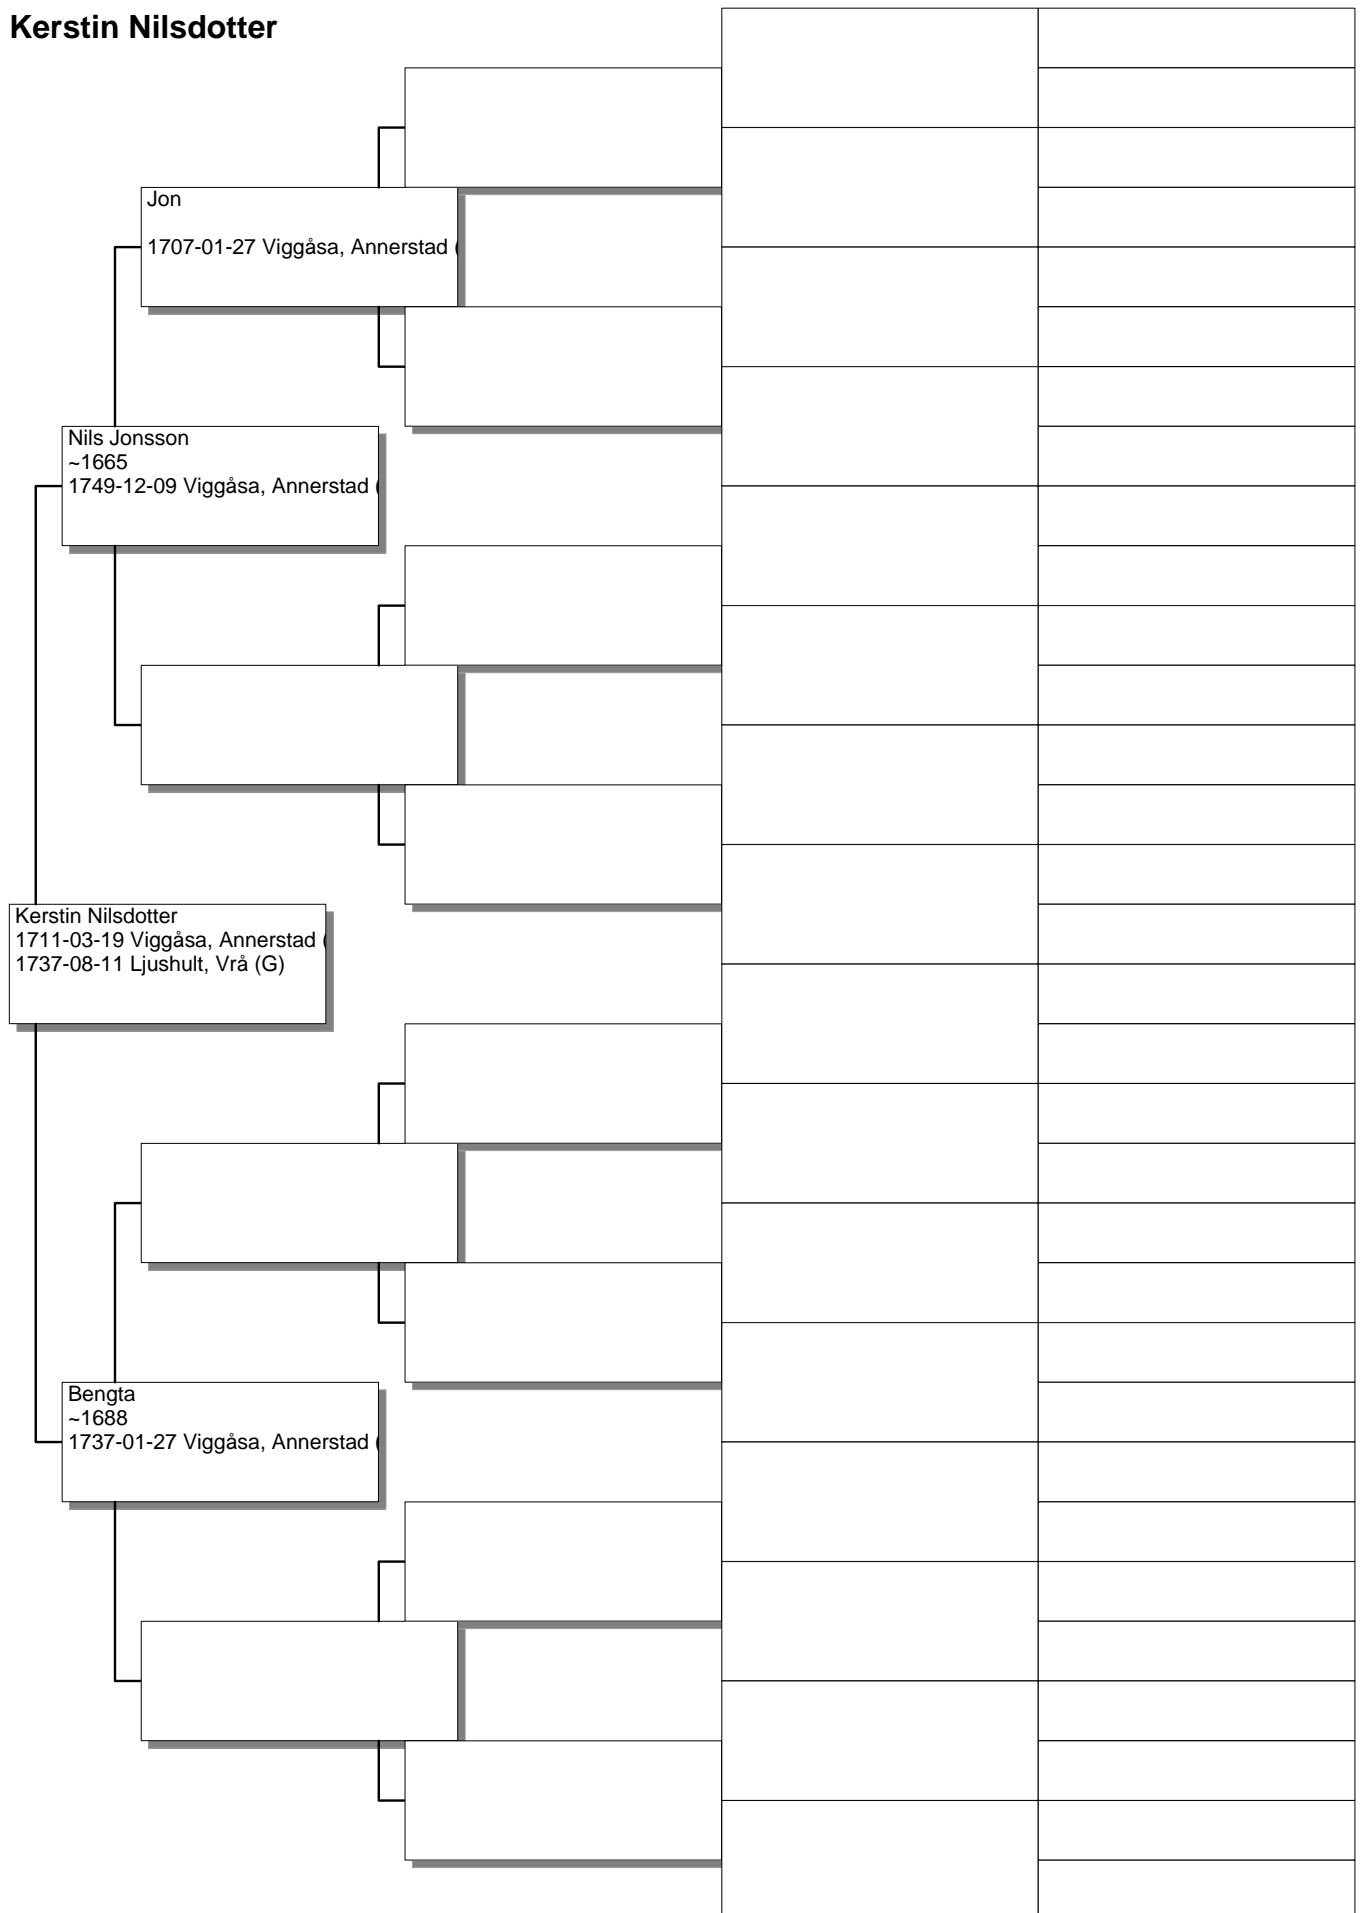 Kerstin Nilsdotter
Jon
1707-01-27 Viggåsa, Annerstad (
Nils Jonsson
~1665
1749-12-09 Viggåsa, Annerstad (
Kerstin Nilsdotter
1711-03-19 Viggåsa, Annerstad (
1737-08-11 Ljushult, Vrå (G)
Bengta
~1688
1737-01-27 Viggåsa, Annerstad (